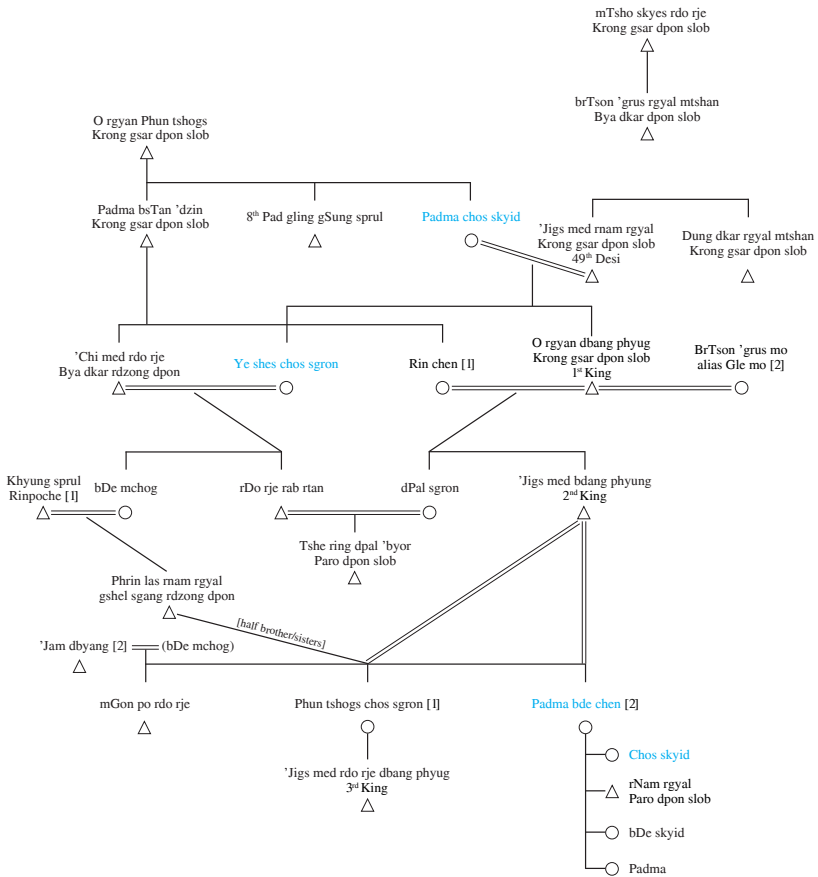 mTsho skyes rdo rje
Krong gsar dpon slob
brTson ’grus rgyal mtshan
Bya dkar dpon slob
O rgyan Phun tshogs
Krong gsar dpon slob
Padma bsTan ’dzin
Krong gsar dpon slob
8th Pad gling gSung sprul
Padma chos skyid
’Jigs med rnam rgyal
Krong gsar dpon slob
49th Desi
Dung dkar rgyal mtshan
Krong gsar dpon slob
’Chi med rdo rje
Bya dkar rdzong dpon
Ye shes chos sgron
Rin chen [1]
O rgyan dbang phyug
Krong gsar dpon slob
1st King
BrTson ’grus mo
alias Gle mo [2]
Khyung sprul
Rinpoche [1]
bDe mchog
rDo rje rab rtan
dPal sgron
’Jigs med bdang phyung
2nd King
Tshe ring dpal ’byor
Paro dpon slob
Phrin las rnam rgyal
gshel sgang rdzong dpon
[half brother/sisters]
’Jam dbyang [2]
(bDe mchog)
mGon po rdo rje
Phun tshogs chos sgron [1]
Padma bde chen [2]
’Jigs med rdo rje dbang phyug
3rd King
Chos skyid
rNam rgyal
Paro dpon slob
bDe skyid
Padma